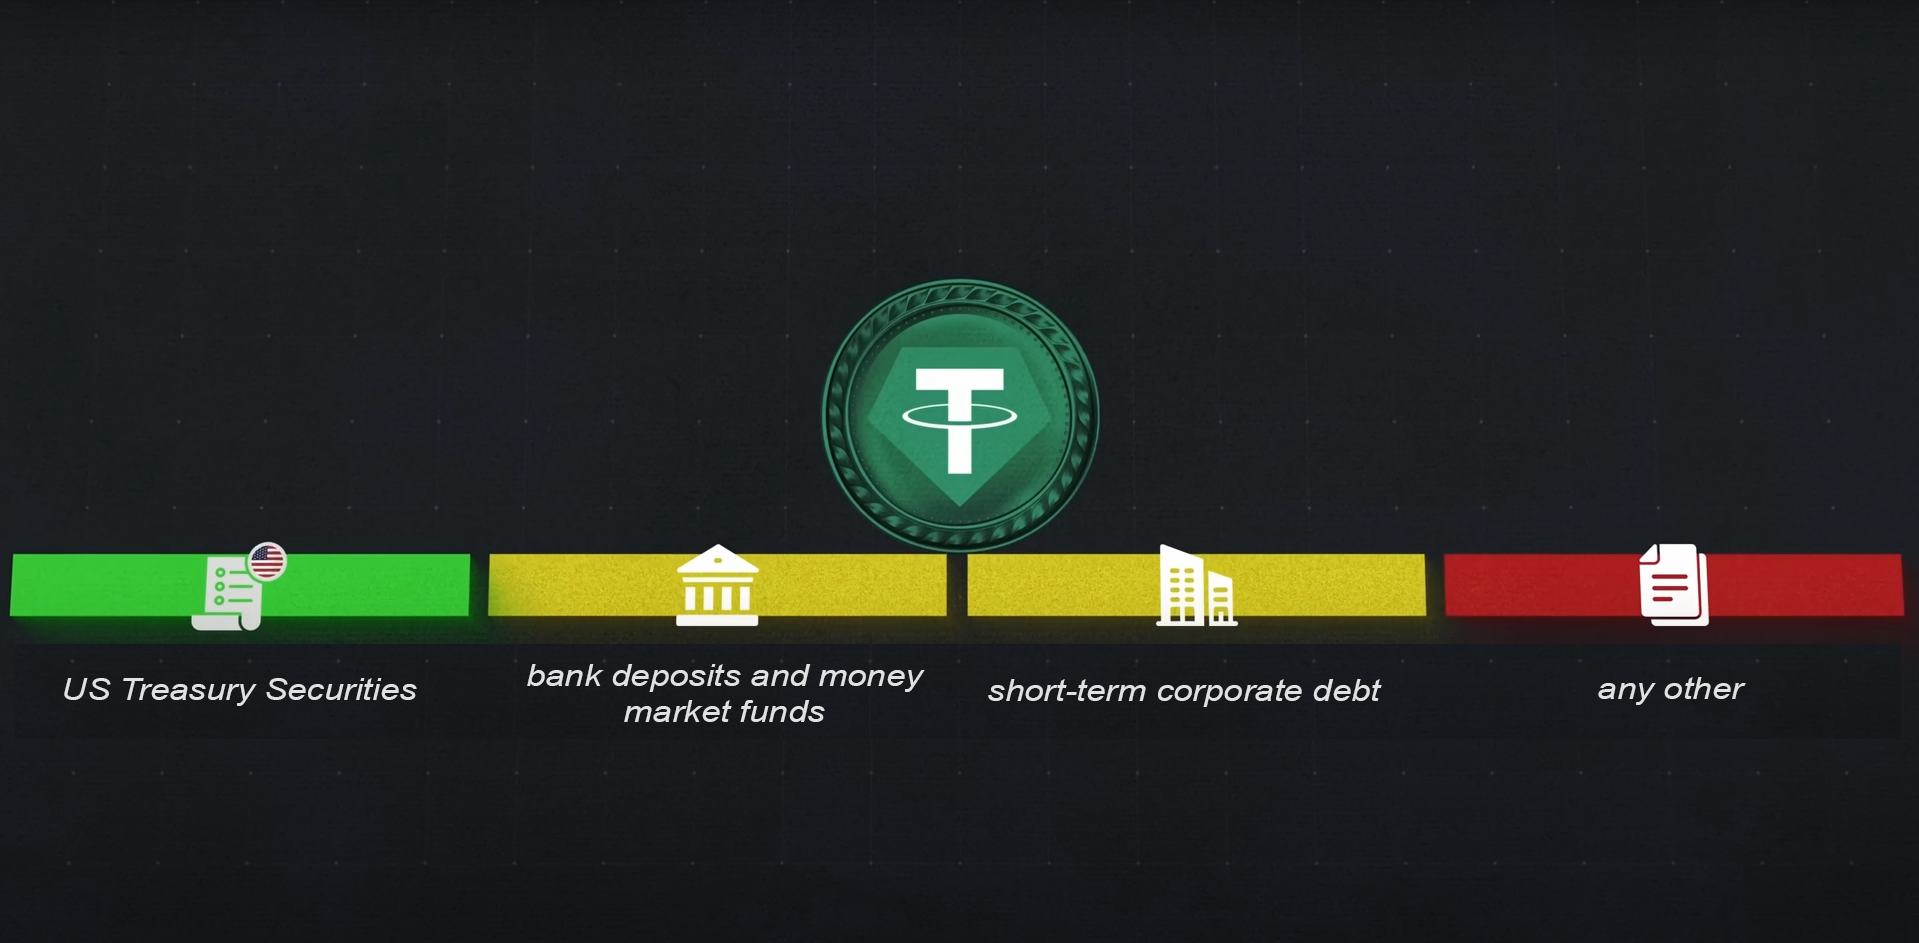 US Treasury Securities
bank deposits and money
market funds
short-term corporate debt
any other